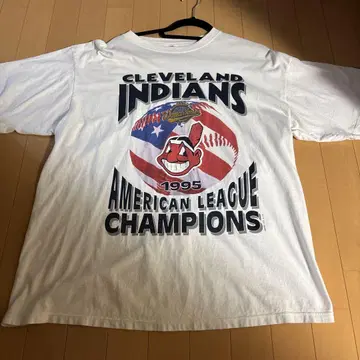 CLEVELAND
INDIANS
1995
AMERICAN LEAGUE
CHAMPIONS